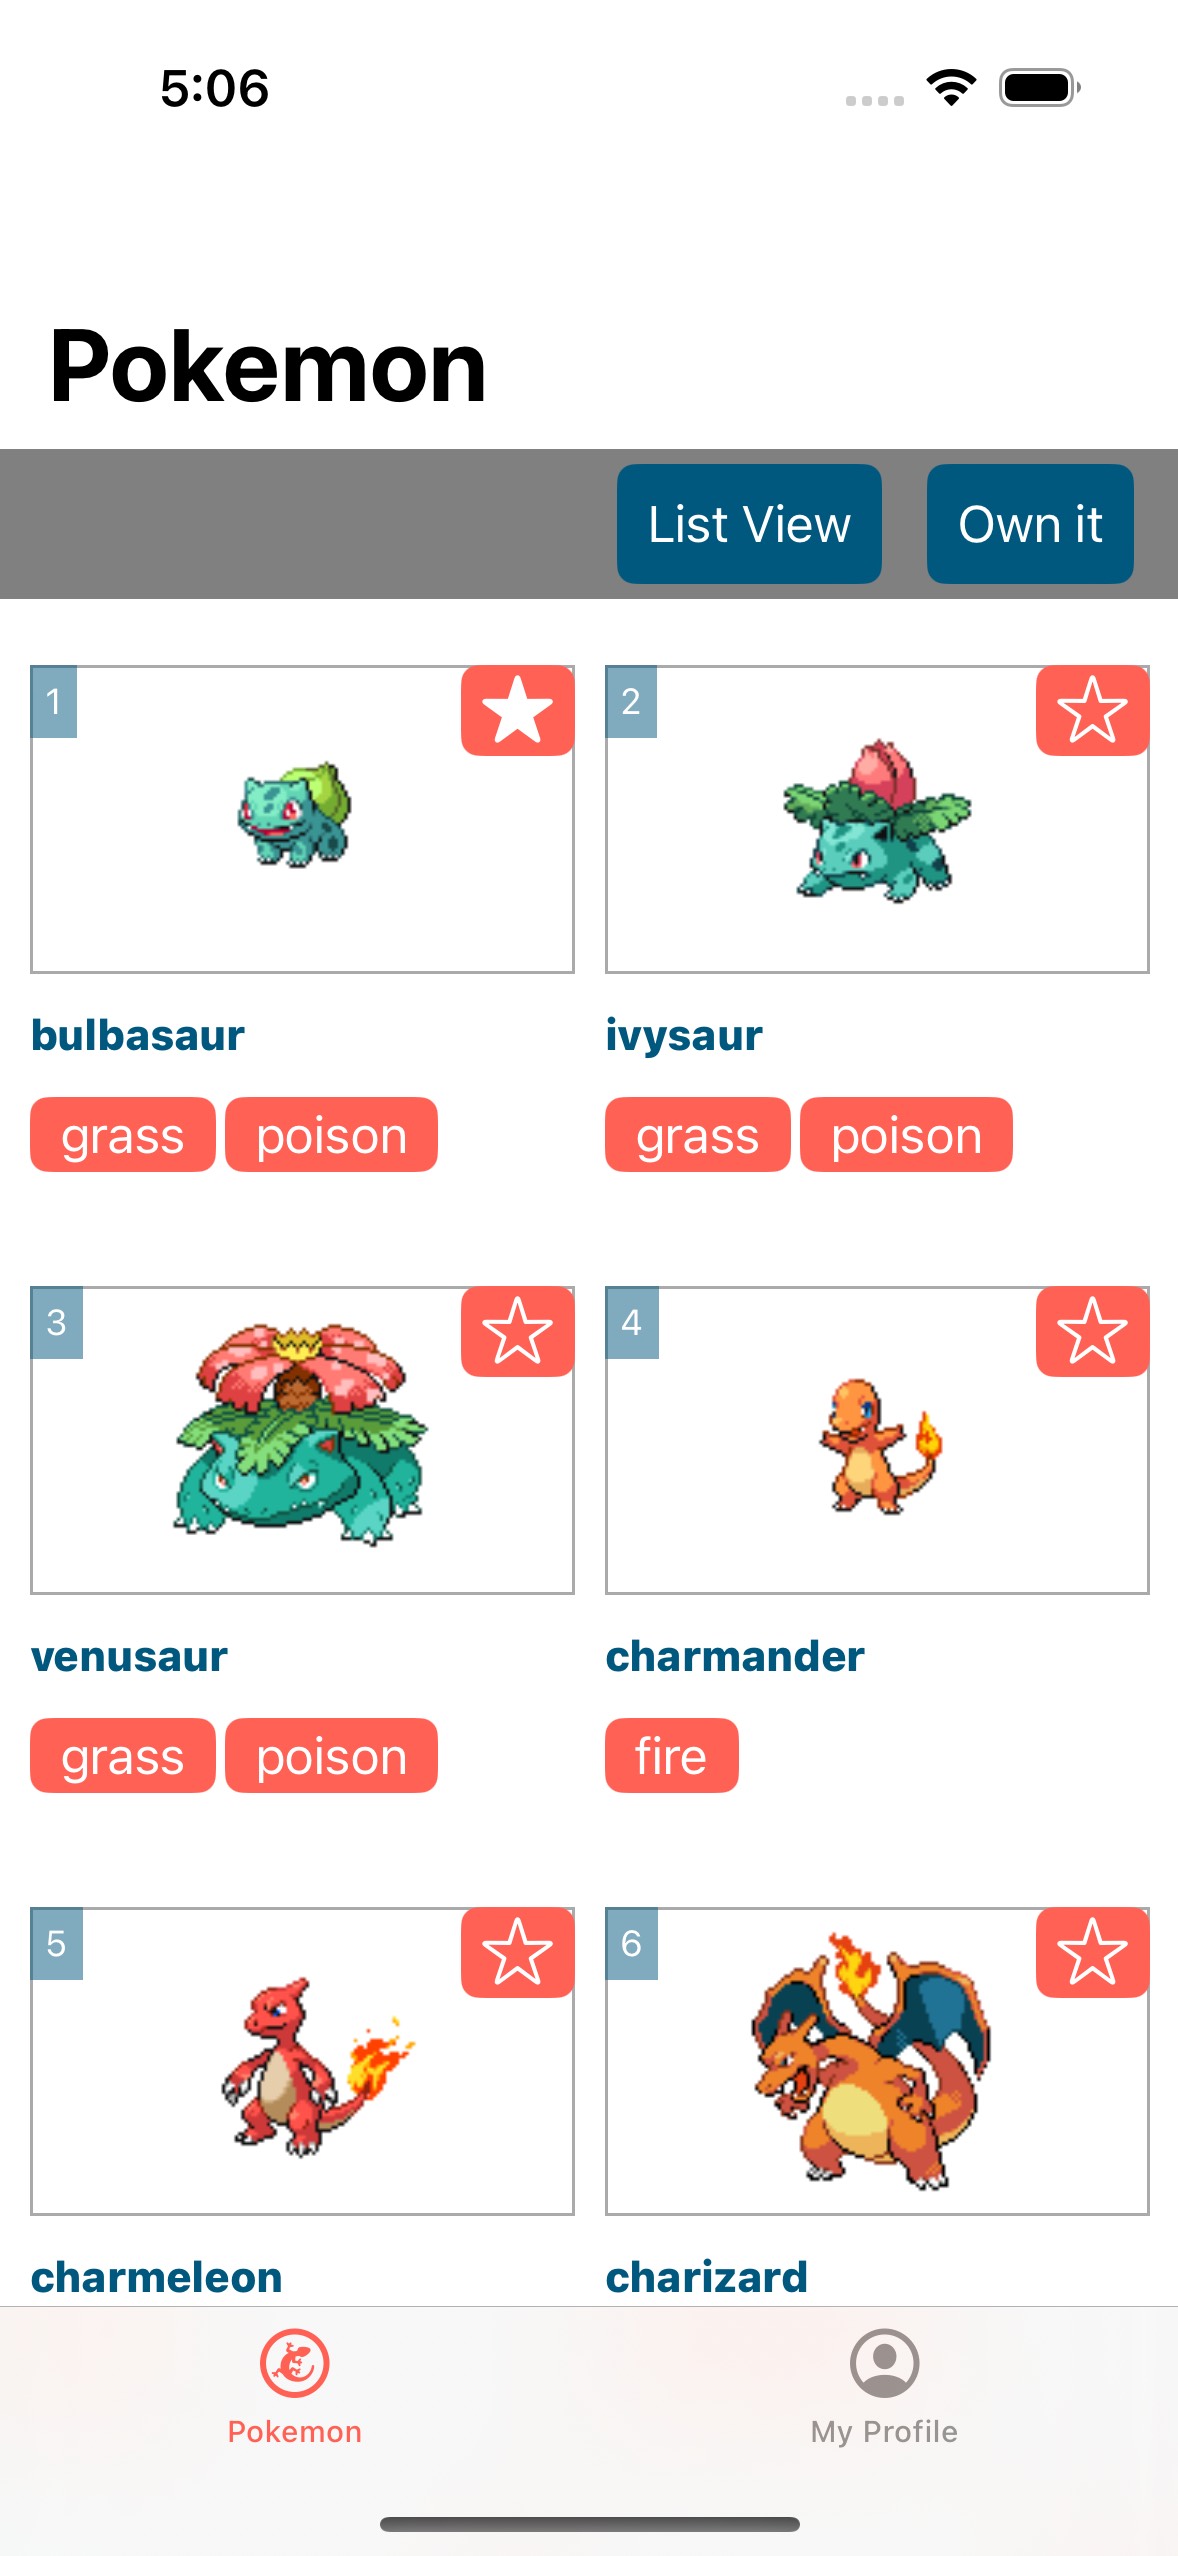 5:06
Pokemon
List View Own it
1 2
bulbasaur ivysaur
grass poison grass poison
3 4
venusaur charmander
grass poison fire
5 6
charmeleon charizard
Pokemon My Profile